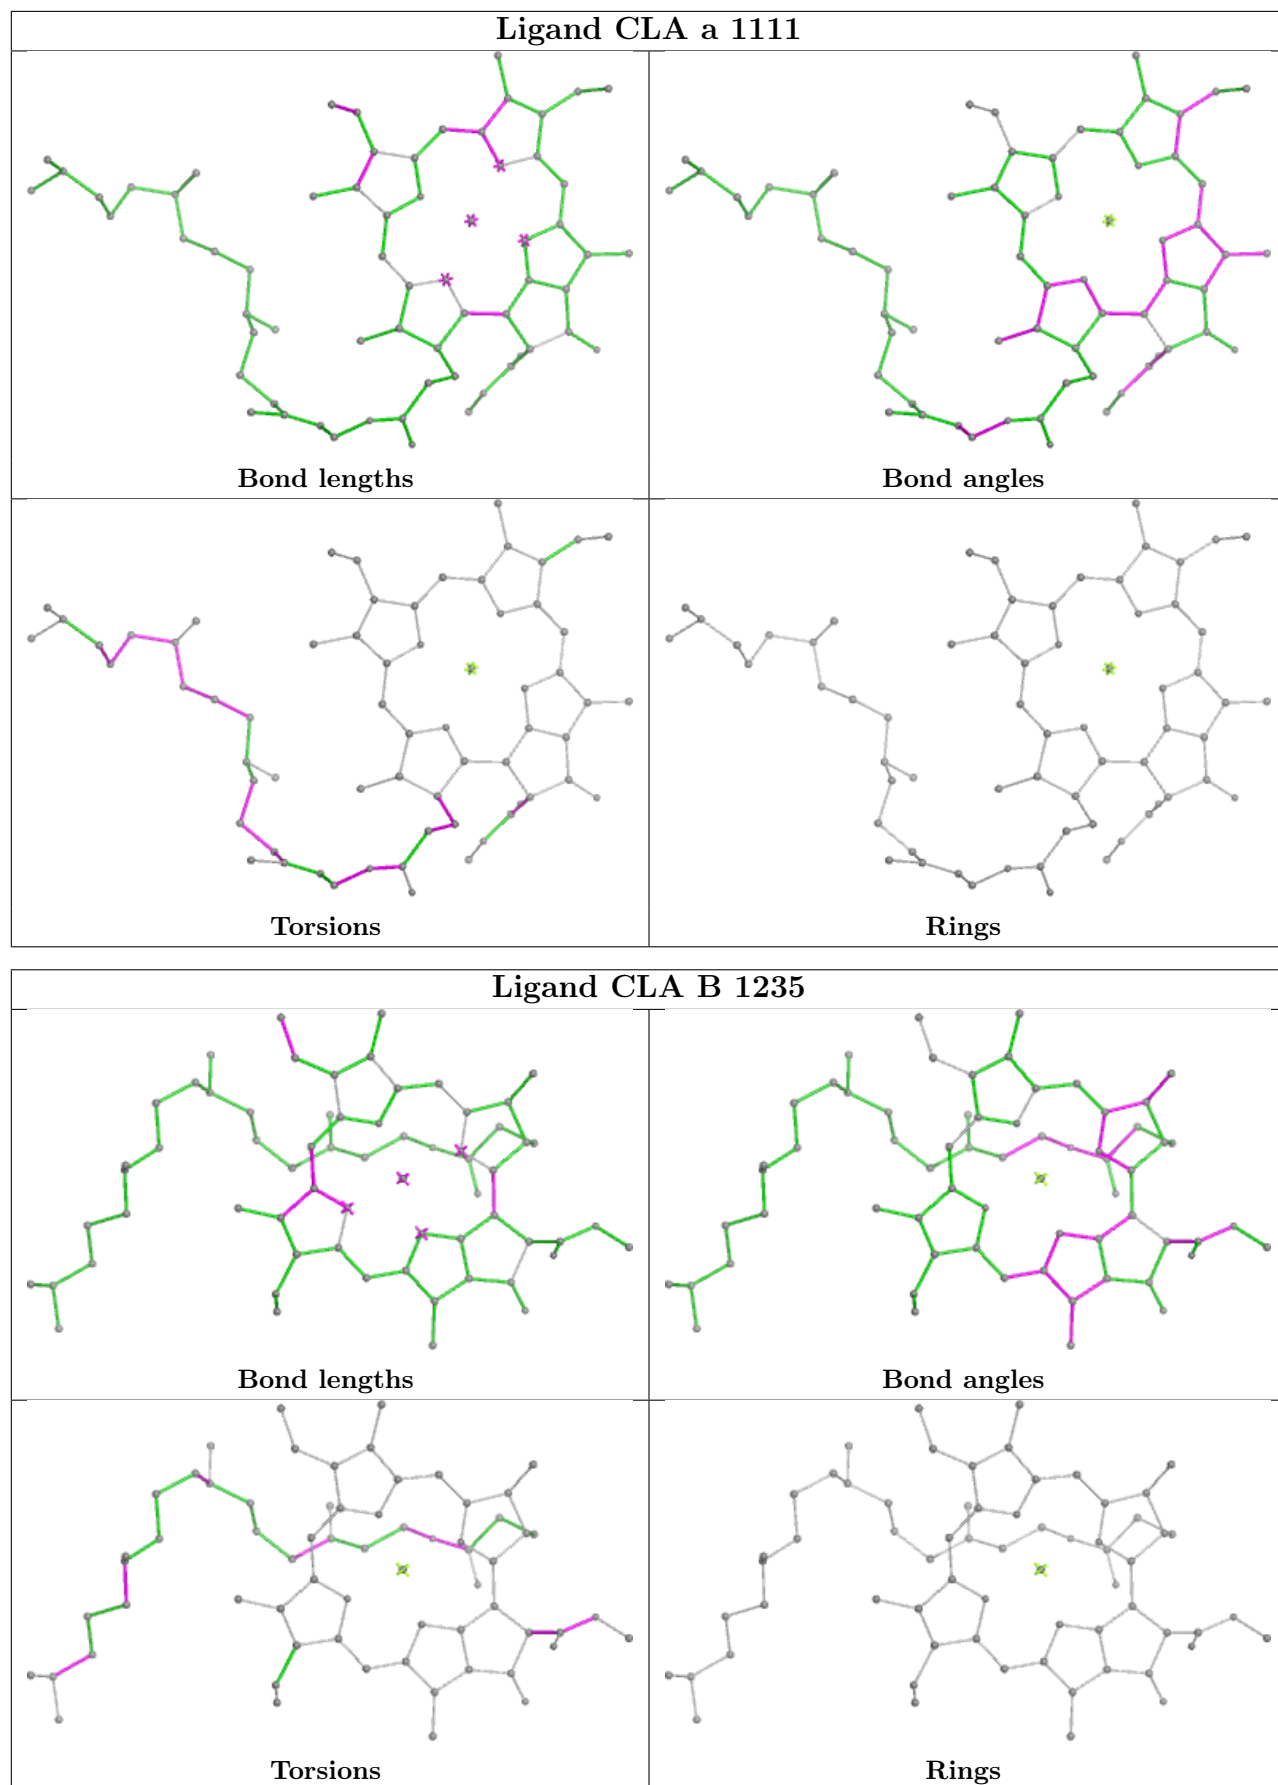 Ligand CLA a 1111
Bond lengths
Bond angles
Torsions
Rings
Ligand CLA B 1235
Bond lengths
Bond angles
Torsions
Rings